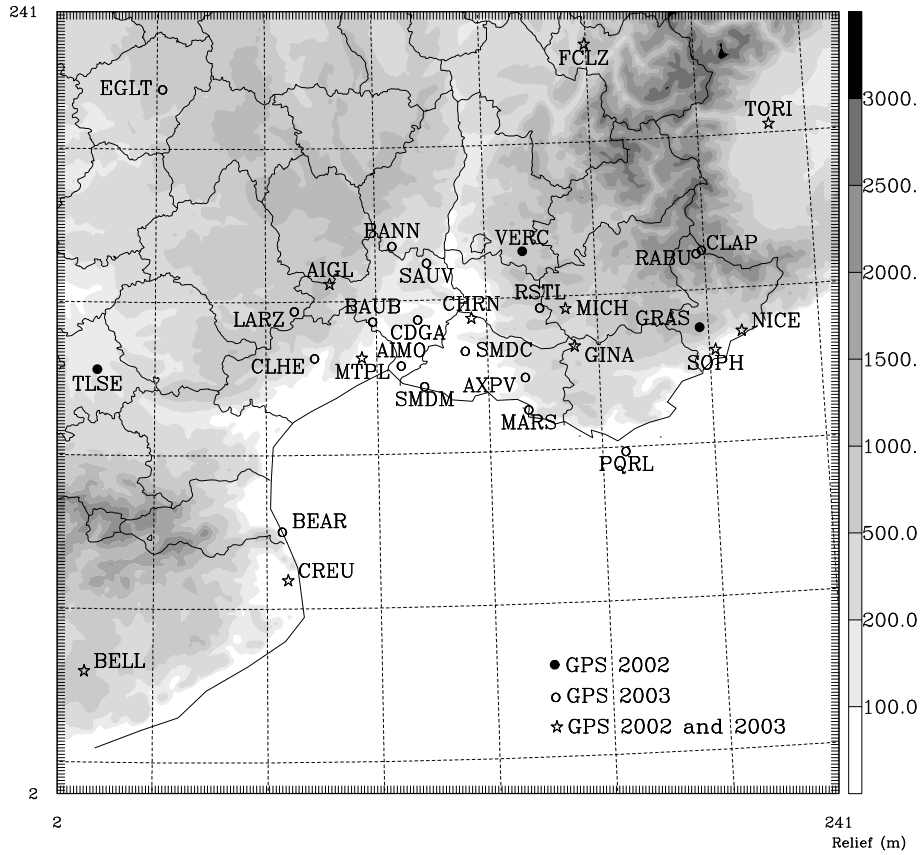 241
FCLZ
EGLT
3000.
TORI
2500.
BANN
VERC
CLAP
RABU
SAUV
2000.
AIGL
RSTL
BAUB
CHRN
MICH
LARZ
CDGA
GRAS
NICE
AIMO
SMDC
GINA
1500.
CLHE
MTPL
SOPH
TLSE
AXPV
SMDM
MARS
1000.
PQRL
BEAR
500.0
CREU
200.0
BELL
GPS 2002
GPS 2003
100.0
GPS 2002 and 2003
2
2
241
Relief (m)